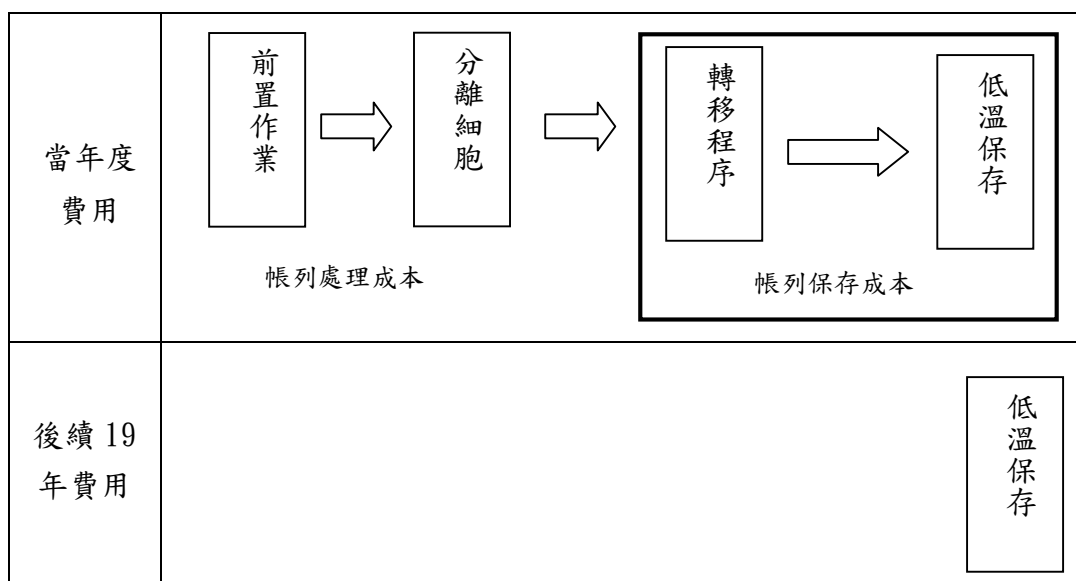 當年度
費用
前置作業
分離細胞
轉移程序
低溫保存
帳列處理成本
帳列保存成本
後續19
年費用
低溫保存